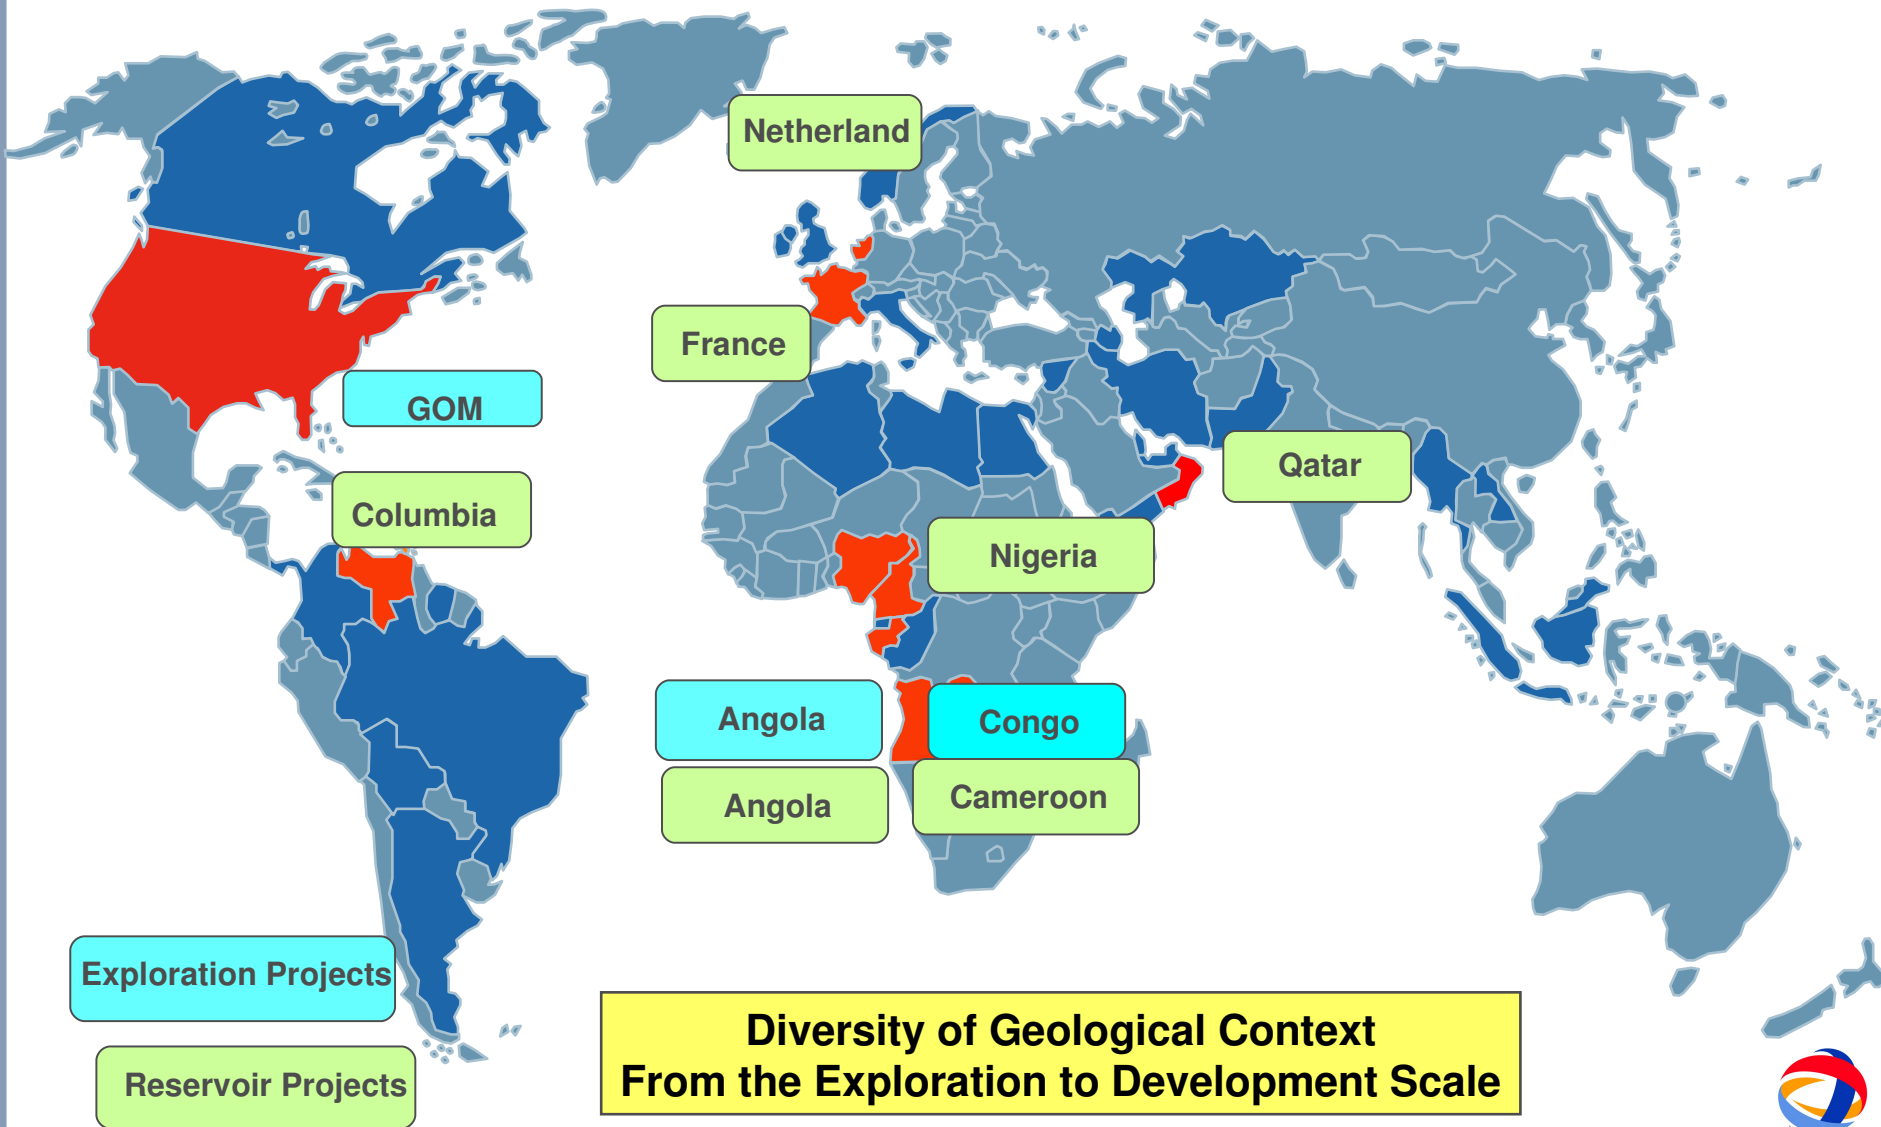 Netherland
France
GOM
Qatar
Columbia
Nigeria
Angola
Congo
Angola
Cameroon
Exploration Projects
Reservoir Projects
Diversity of Geological Context
From the Exploration to Development Scale